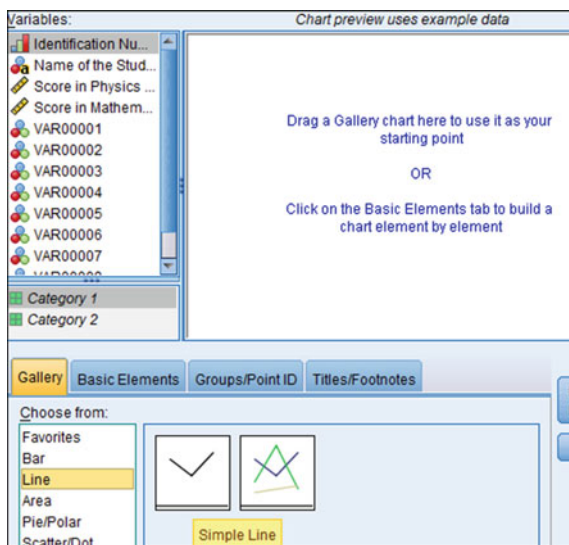 Variables:
Chart preview uses example data
Identification Nu...
Name of the Stud...
Score in Physics ...
Score in Mathem...
VAR00001
VAR00002
VAR00003
VAR00004
VAR00005
VAR00006
VAR00007
Category 1
Category 2
Drag a Gallery chart here to use it as your
starting point
OR
Click on the Basic Elements tab to build a
chart element by element
Gallery
Basic Elements
Groups/Point ID
Titles/Footnotes
Choose from:
Favorites
Bar
Line
Area
Pie/Polar
Scatter/Dot
Simple Line